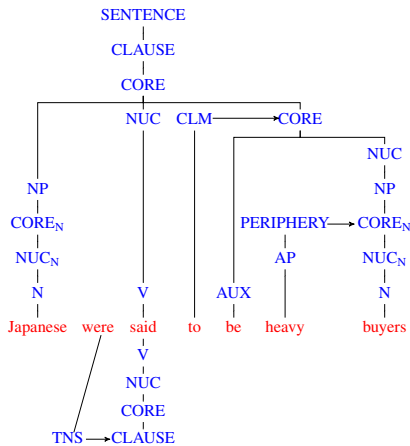 SENTENCE
CLAUSE
CORE
NUC CLM CORE
NUC
NP NP
CORE_N PERIPHERY CORE_N
NUC_N AP NUC_N
N V AUX N
Japanese were said to be heavy buyers
V
NUC
CORE
TNS CLAUSE